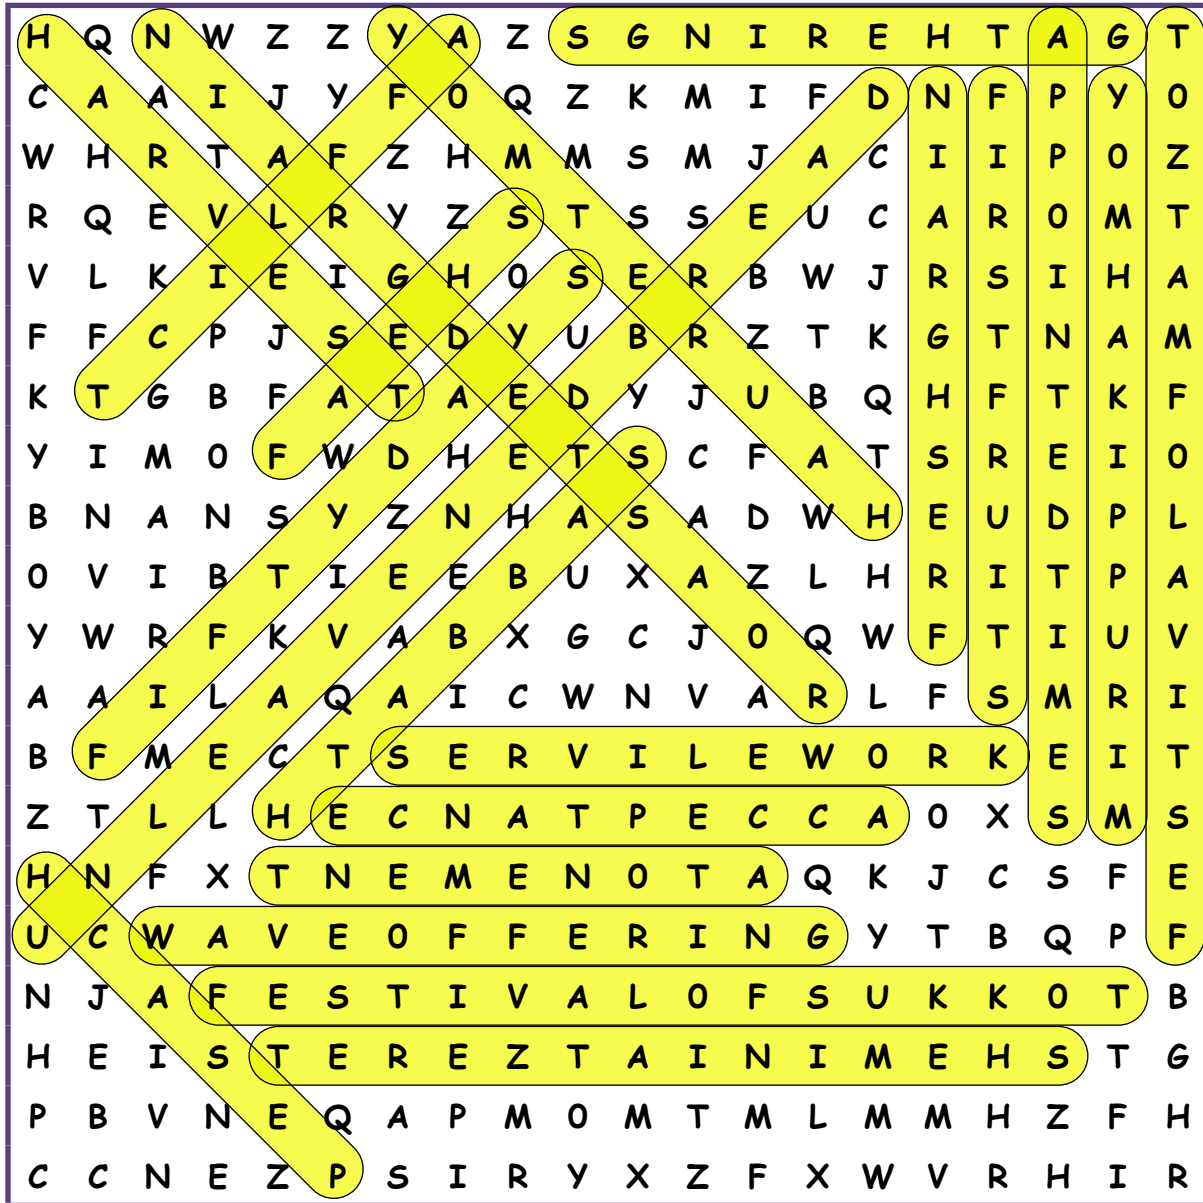 H Q N W Z Z Y A Z S G N I R E H T A G T
C A A I J Y F O Q Z K M I F D N F P Y O
W H R T A F Z H M M S M J A C I I P O Z
R Q E V L R Y Z S T S S E U C A R O M T
V L K I E I G H O S E R B W J R S I H A
F F C P J S E D Y U B R Z T K G T N A M
K T G B F A T A E D Y J U B Q H F T K F
Y I M O F W D H E T S C F A T S R E I O
B N A N S Y Z N H A S A D W H E U D P L
O V I B T I E E B U X A Z L H R I T P A
Y W R F K V A B X G C J O Q W F T I U V
A A I L A Q A I C W N V A R L F S M R I
B F M E C T S E R V I L E W O R K E I T
Z T L L H E C N A T P E C C A O X S M S
H N F X T N E M E N O T A Q K J C S F E
U C W A V E O F F E R I N G Y T B Q P F
N J A F E S T I V A L O F S U K K O T B
H E I S T E R E Z T A I N I M E H S T G
P B V N E Q A P M O M T M L M M H Z F H
C C N E Z P S I R Y X Z F X W V R H I R